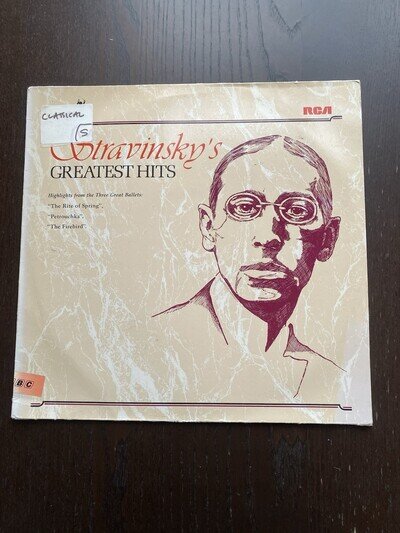 CLASSICAL
S
RCA
Stravinsky's
GREATEST HITS
Highlights from the Three Great Ballets:
"The Rite of Spring",
"Petrouchka",
"The Firebird"
BC